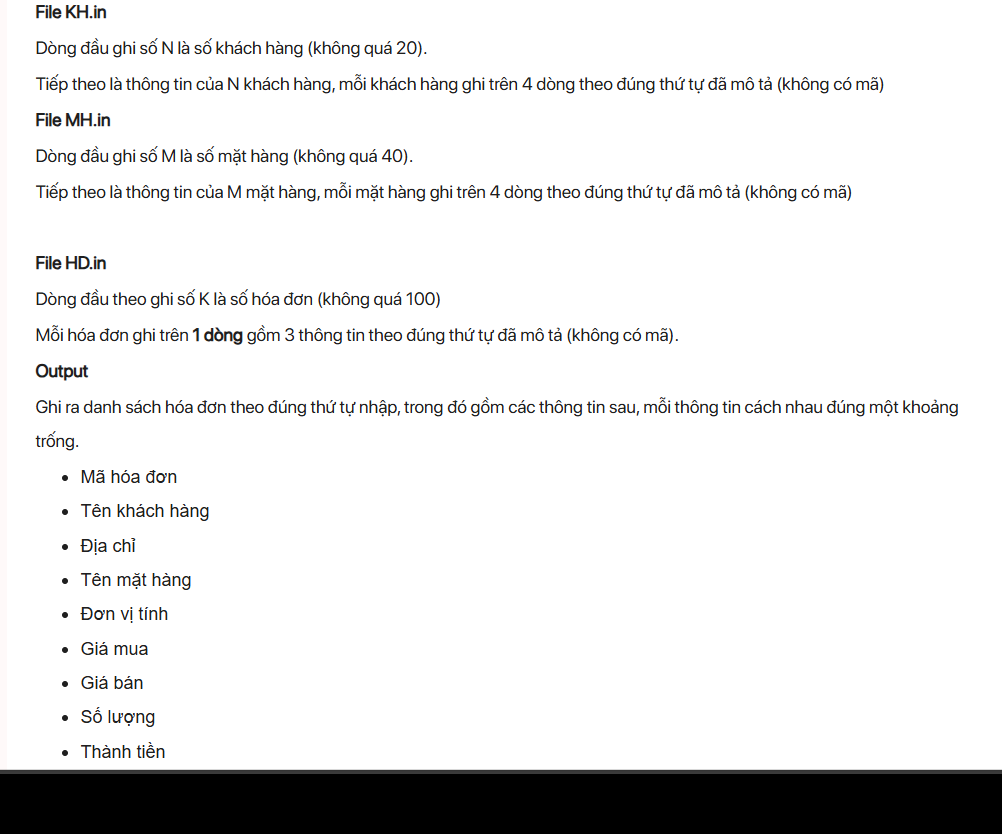 File KH.in
Dòng đầu ghi số N là số khách hàng (không quá 20).
Tiếp theo là thông tin của N khách hàng, mỗi khách hàng ghi trên 4 dòng theo đúng thứ tự đã mô tả (không có mã)
File MH.in
Dòng đầu ghi số M là số mặt hàng (không quá 40).
Tiếp theo là thông tin của M mặt hàng, mỗi mặt hàng ghi trên 4 dòng theo đúng thứ tự đã mô tả (không có mã)
File HD.in
Dòng đầu theo ghi số K là số hóa đơn (không quá 100)
Mỗi hóa đơn ghi trên 1 dòng gồm 3 thông tin theo đúng thứ tự đã mô tả (không có mã).
Output
Ghi ra danh sách hóa đơn theo đúng thứ tự nhập, trong đó gồm các thông tin sau, mỗi thông tin cách nhau đúng một khoảng
trống.
• Mã hóa đơn
• Tên khách hàng
• Địa chỉ
• Tên mặt hàng
• Đơn vị tính
• Giá mua
• Giá bán
• Số lượng
• Thành tiền